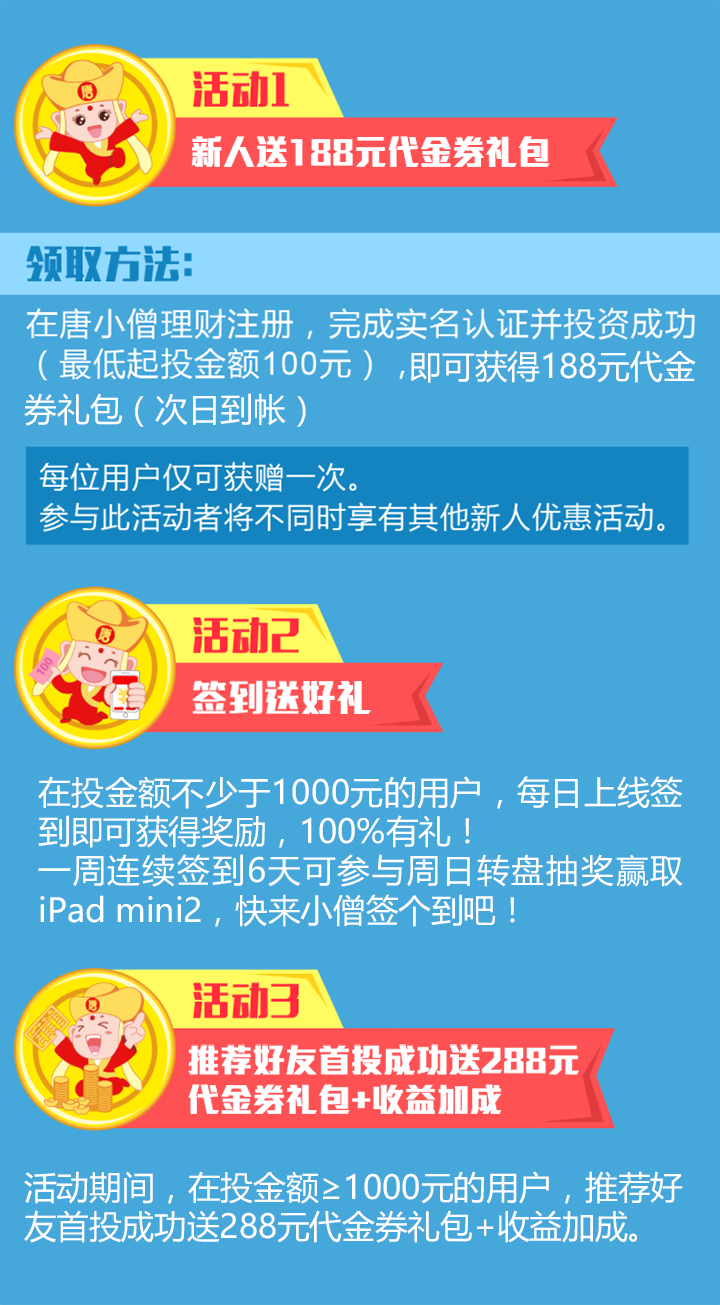 唐
活动1
新人送188元代金券礼包
领取方法:
在唐小僧理财注册，完成实名认证并投资成功
（最低起投金额100元），即可获得188元代金
券礼包（次日到帐）
每位用户仅可获赠一次。
参与此活动者将不同时享有其他新人优惠活动。
唐
100
活动2
签到送好礼
在投金额不少于1000元的用户，每日上线签
到即可获得奖励，100%有礼！
一周连续签到6天可参与周日转盘抽奖赢取
iPad mini2，快来小僧签个到吧！
唐
活动3
推荐好友首投成功送288元
代金券礼包+收益加成
活动期间，在投金额≥1000元的用户，推荐好
友首投成功送288元代金券礼包+收益加成。